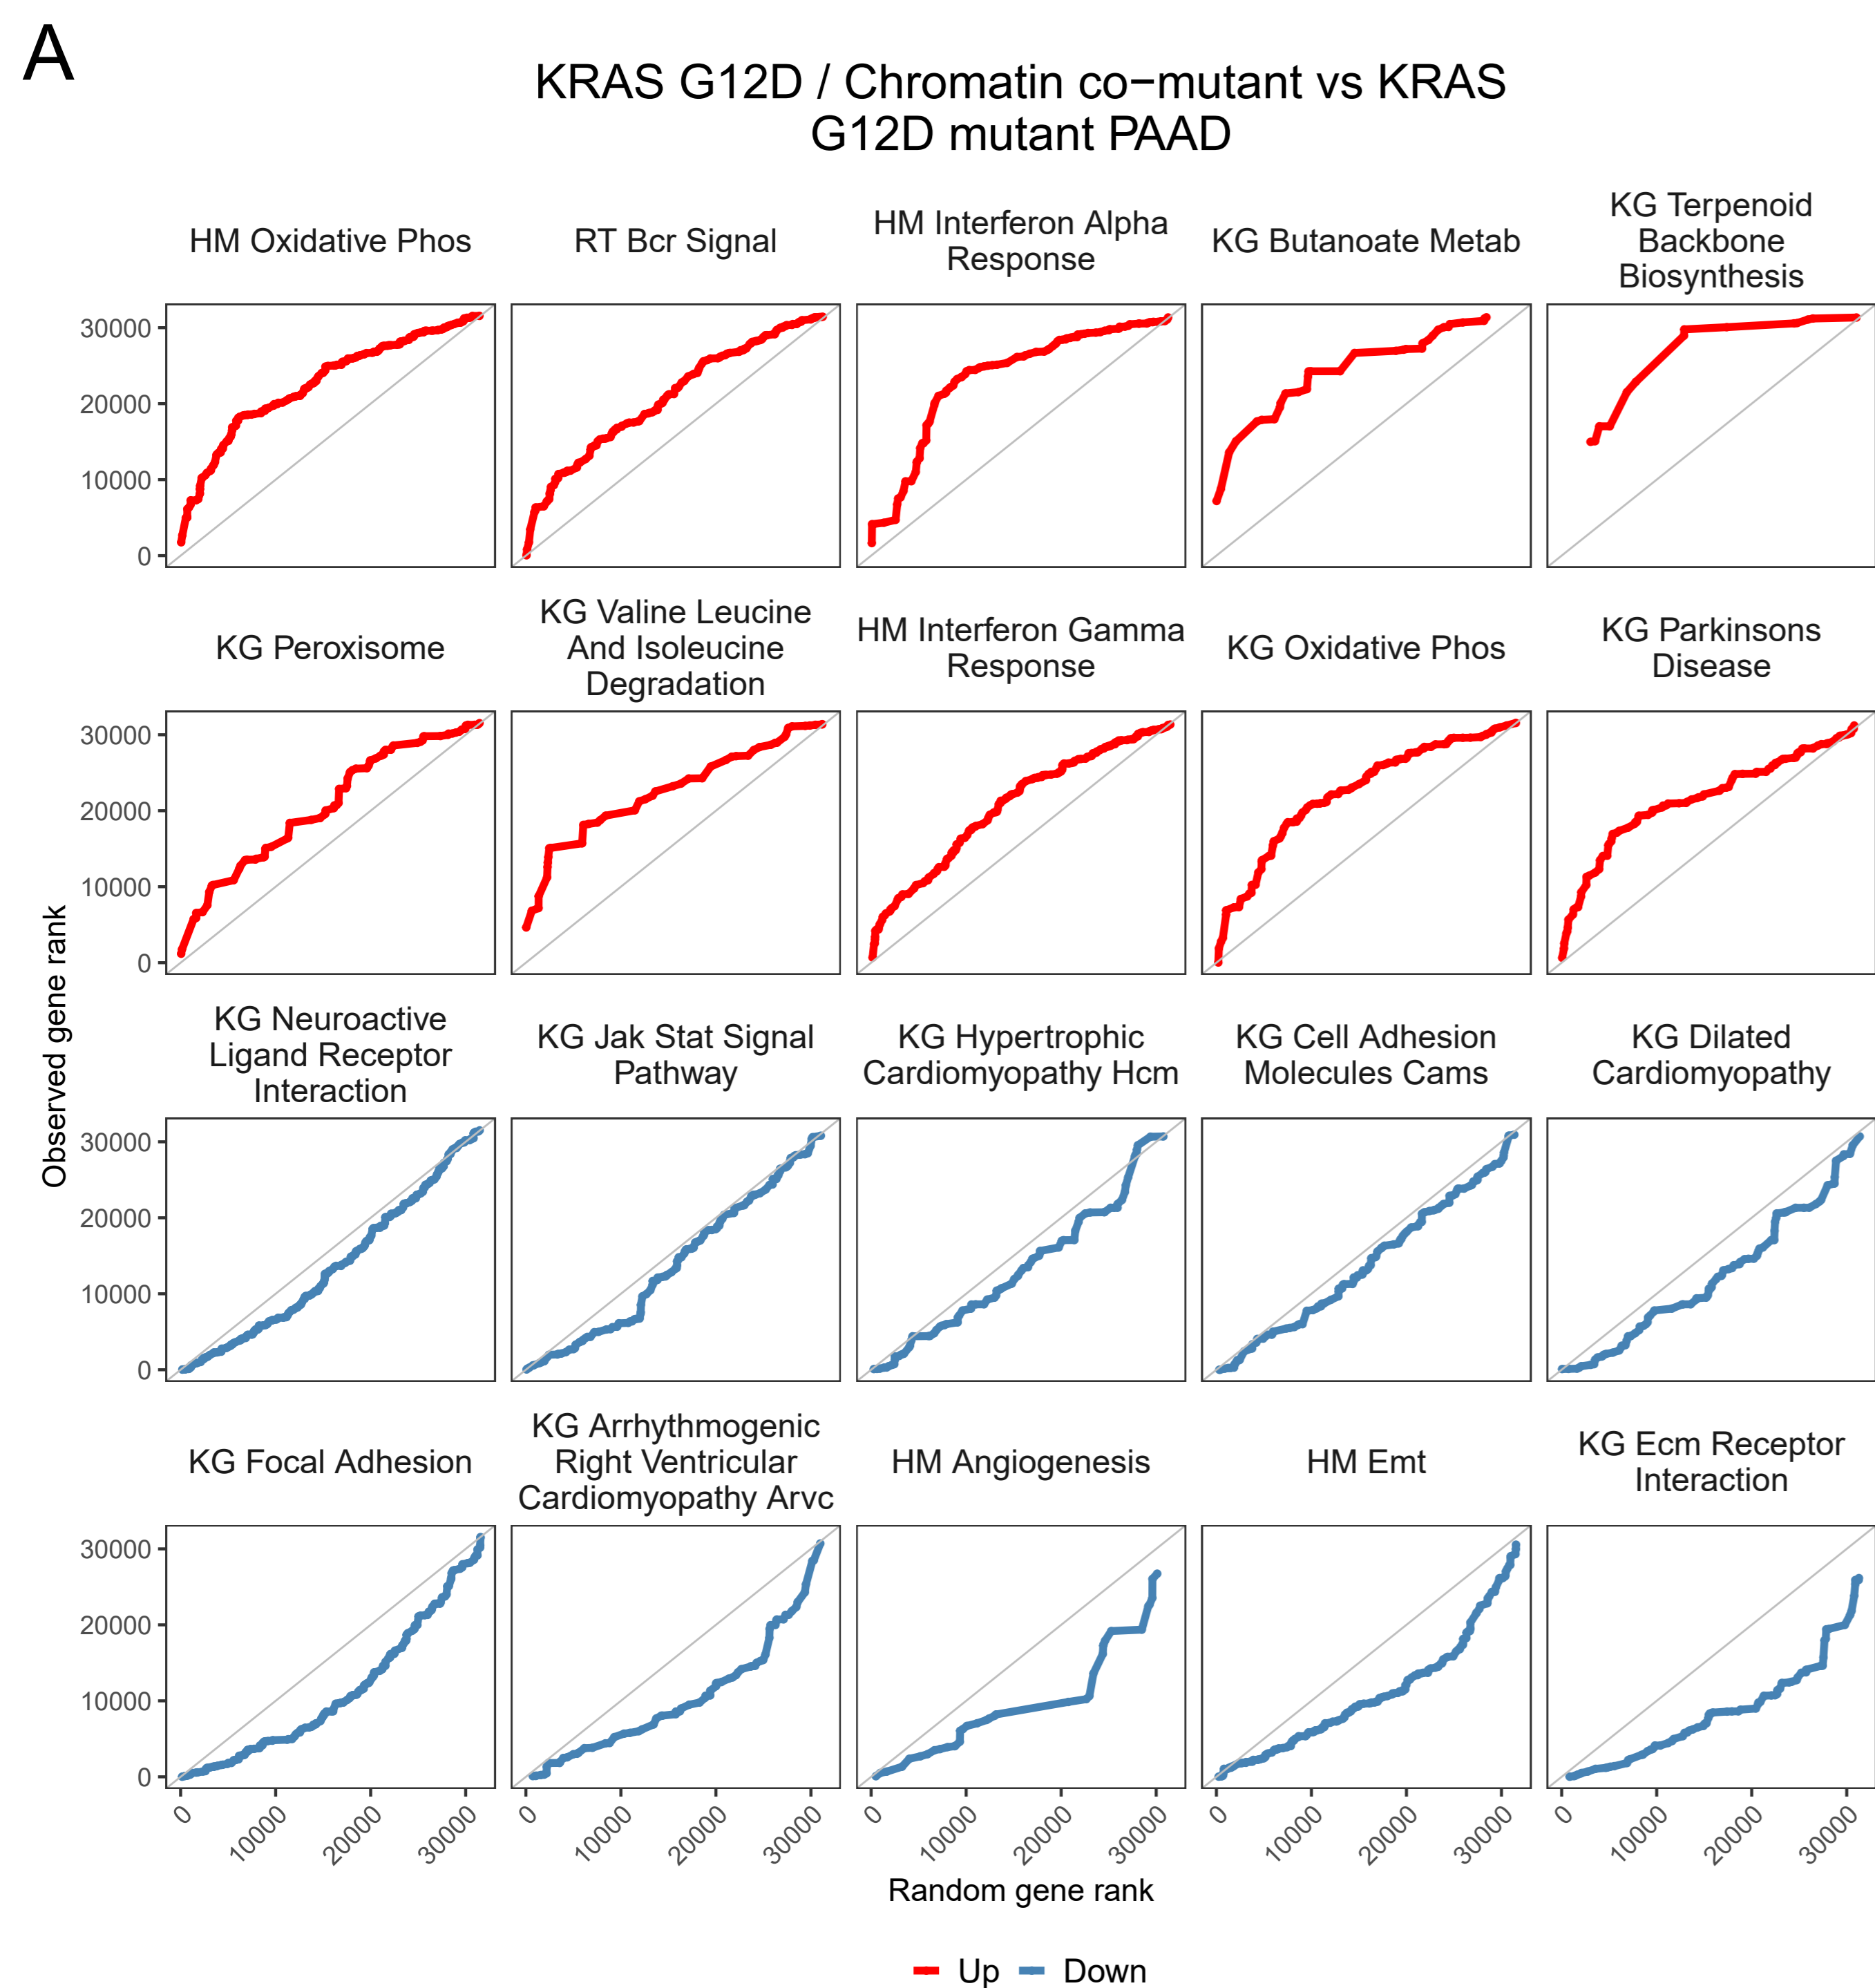 A
KRAS G12D / Chromatin co−mutant vs KRAS
G12D mutant PAAD
HM Oxidative Phos
RT Bcr Signal
HM Interferon Alpha
Response
KG Butanoate Metab
KG Terpenoid
Backbone
Biosynthesis
30000
20000
10000
0
KG Peroxisome
KG Valine Leucine
And Isoleucine
Degradation
HM Interferon Gamma
Response
KG Oxidative Phos
KG Parkinsons
Disease
30000
20000
10000
0
Observed gene rank
KG Neuroactive
Ligand Receptor
Interaction
KG Jak Stat Signal
Pathway
KG Hypertrophic
Cardiomyopathy Hcm
KG Cell Adhesion
Molecules Cams
KG Dilated
Cardiomyopathy
30000
20000
10000
0
KG Focal Adhesion
KG Arrhythmogenic
Right Ventricular
Cardiomyopathy Arvc
HM Angiogenesis
HM Emt
KG Ecm Receptor
Interaction
30000
20000
10000
0
0 10000 20000 30000
0 10000 20000 30000
0 10000 20000 30000
0 10000 20000 30000
0 10000 20000 30000
Random gene rank
Up Down